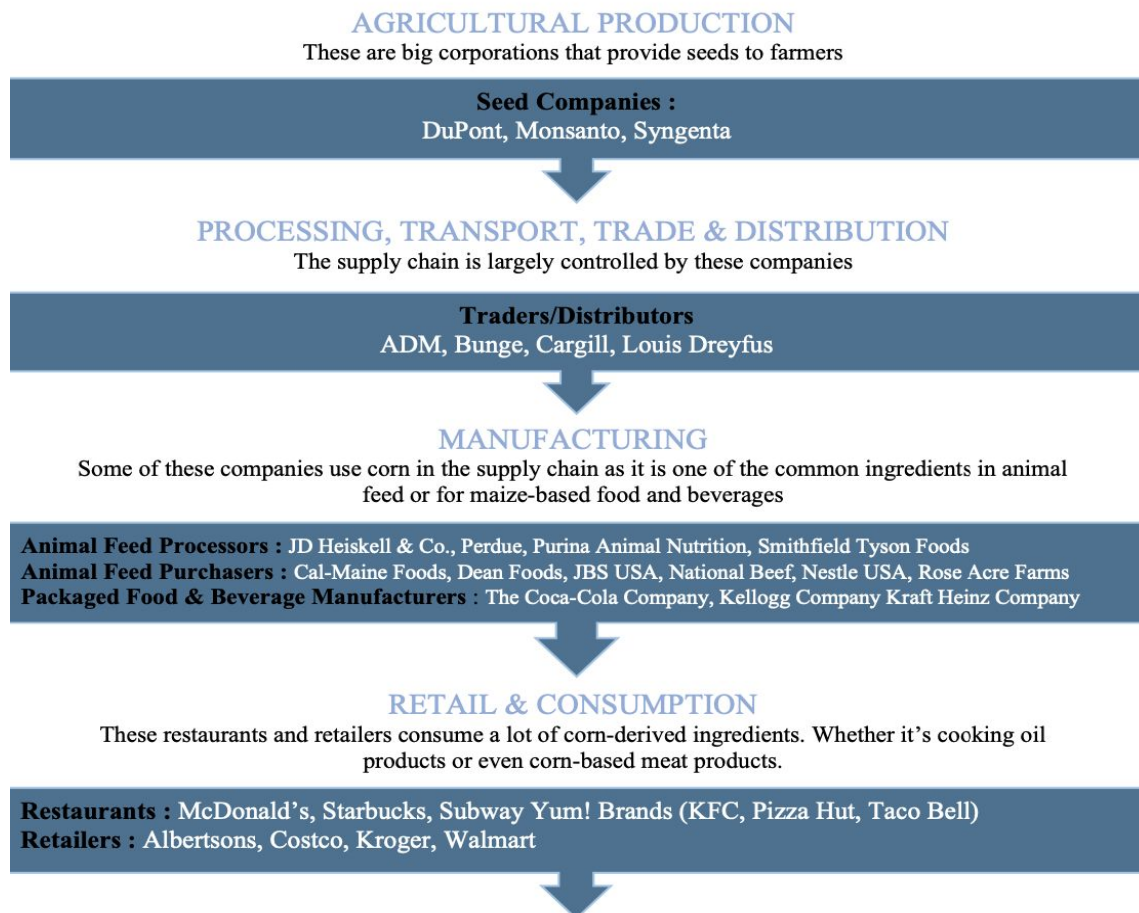 AGRICULTURAL PRODUCTION
These are big corporations that provide seeds to farmers
Seed Companies :
DuPont, Monsanto, Syngenta
PROCESSING, TRANSPORT, TRADE & DISTRIBUTION
The supply chain is largely controlled by these companies
Traders/Distributors
ADM, Bunge, Cargill, Louis Dreyfus
MANUFACTURING
Some of these companies use corn in the supply chain as it is one of the common ingredients in animal
feed or for maize-based food and beverages
Animal Feed Processors : JD Heiskell & Co., Perdue, Purina Animal Nutrition, Smithfield Tyson Foods
Animal Feed Purchasers : Cal-Maine Foods, Dean Foods, JBS USA, National Beef, Nestle USA, Rose Acre Farms
Packaged Food & Beverage Manufacturers : The Coca-Cola Company, Kellogg Company Kraft Heinz Company
RETAIL & CONSUMPTION
These restaurants and retailers consume a lot of corn-derived ingredients. Whether it’s cooking oil
products or even corn-based meat products.
Restaurants : McDonald’s, Starbucks, Subway Yum! Brands (KFC, Pizza Hut, Taco Bell)
Retailers : Albertsons, Costco, Kroger, Walmart